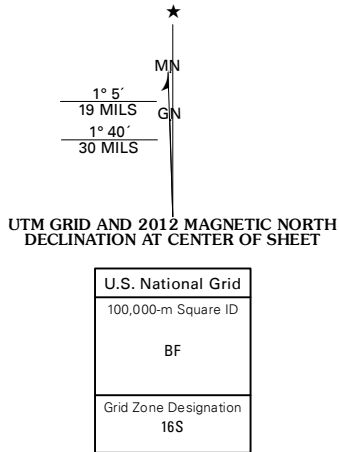 ★
MN
1° 5´
19 MILS
GN
1° 40´
30 MILS
UTM GRID AND 2012 MAGNETIC NORTH
DECLINATION AT CENTER OF SHEET
U.S. National Grid
100,000-m Square ID
BF
Grid Zone Designation
16S